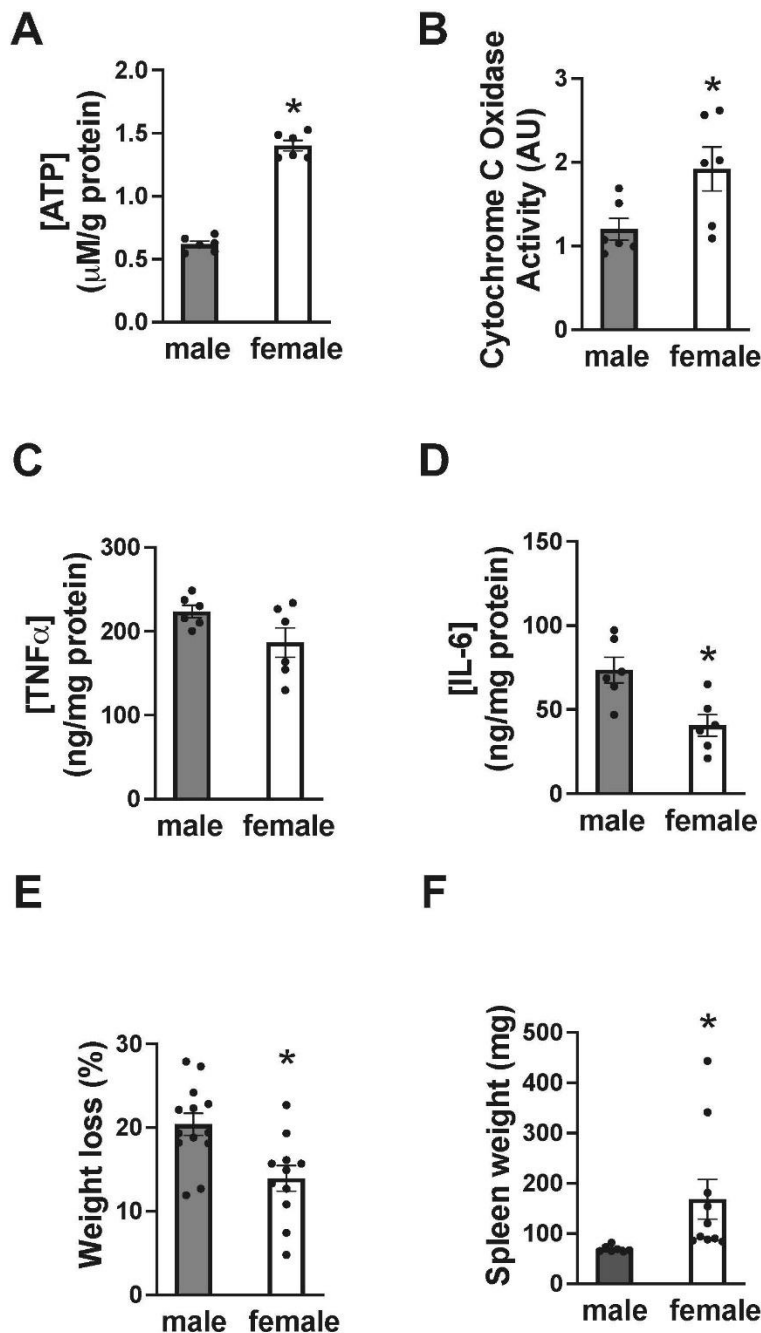 A
[ATP]
(μM/g protein)
2.0
1.5
1.0
0.5
0.0
*
male female
B
Cytochrome C Oxidase
Activity (AU)
3
2
1
0
*
male female
C
[TNFα]
(ng/mg protein)
300
200
100
0
male female
D
[IL-6]
(ng/mg protein)
150
100
50
0
*
male female
E
Weight loss (%)
30
20
10
0
*
male female
F
Spleen weight (mg)
500
400
300
200
100
0
*
male female